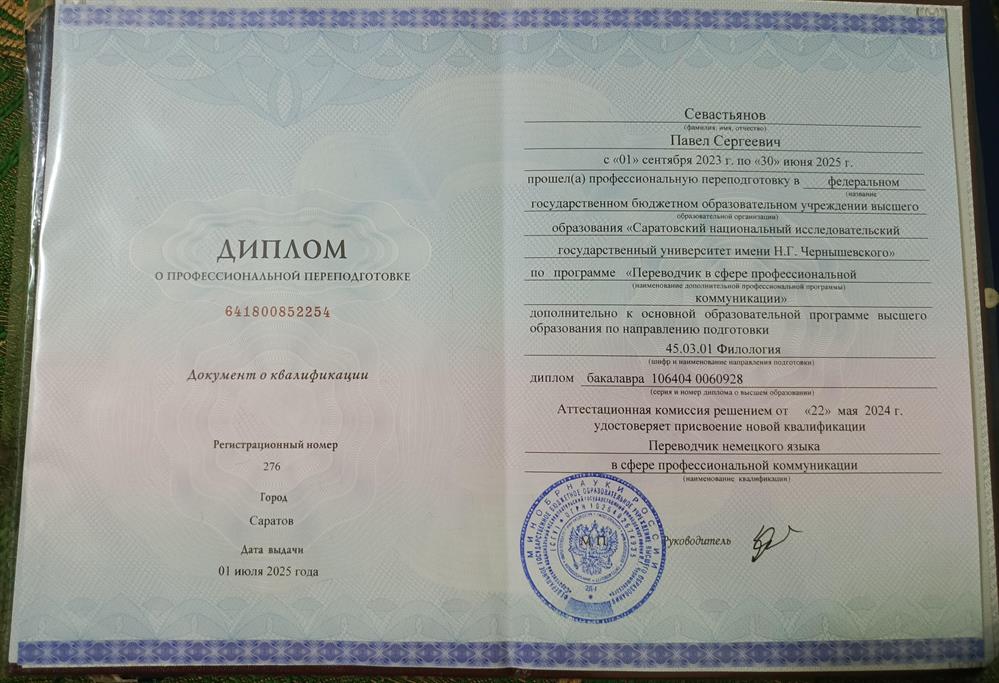 ДИПЛОМ
О ПРОФЕССИОНАЛЬНОЙ ПЕРЕПОДГОТОВКЕ
641800852254
Документ о квалификации
Регистрационный номер
276
Город
Саратов
Дата выдачи
01 июля 2025 года
Севастьянов
(фамилия, имя, отчество)
Павел Сергеевич
с «01» сентября 2023 г. по «30» июня 2025 г.
прошел(а) профессиональную переподготовку в федеральном
(название
государственном бюджетном образовательном учреждении высшего
образовательной организации)
образования «Саратовский национальный исследовательский
государственный университет имени Н.Г. Чернышевского»
по программе «Переводчик в сфере профессиональной
(наименование дополнительной профессиональной программы)
коммуникации»
дополнительно к основной образовательной программе высшего
образования по направлению подготовки
45.03.01 Филология
(шифр и наименование направления подготовки)
диплом бакалавра 106404 0060928
(серия и номер диплома о высшем образовании)
Аттестационная комиссия решением от «22» мая 2024 г.
удостоверяет присвоение новой квалификации
Переводчик немецкого языка
в сфере профессиональной коммуникации
(наименование квалификации)
МИНОБРНАУКИ РОССИИ
М.П.
Руководитель